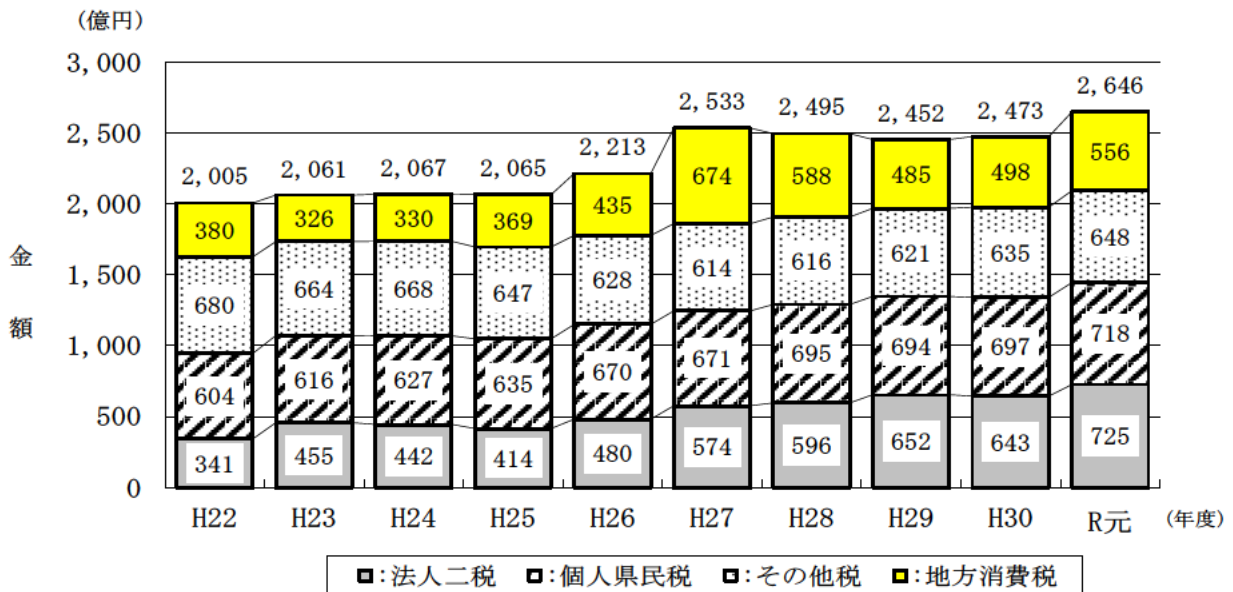 (億円)
3,000
2,500
2,000
1,500
1,000
500
0
金額
2,005 2,061 2,067 2,065 2,213 2,533 2,495 2,452 2,473 2,646
380 326 330 369 435 674 588 485 498 556
680 664 668 647 628 614 616 621 635 648
604 616 627 635 670 671 695 694 697 718
341 455 442 414 480 574 596 652 643 725
H22 H23 H24 H25 H26 H27 H28 H29 H30 R元 (年度)
:法人二税 :個人県民税 :その他税 :地方消費税